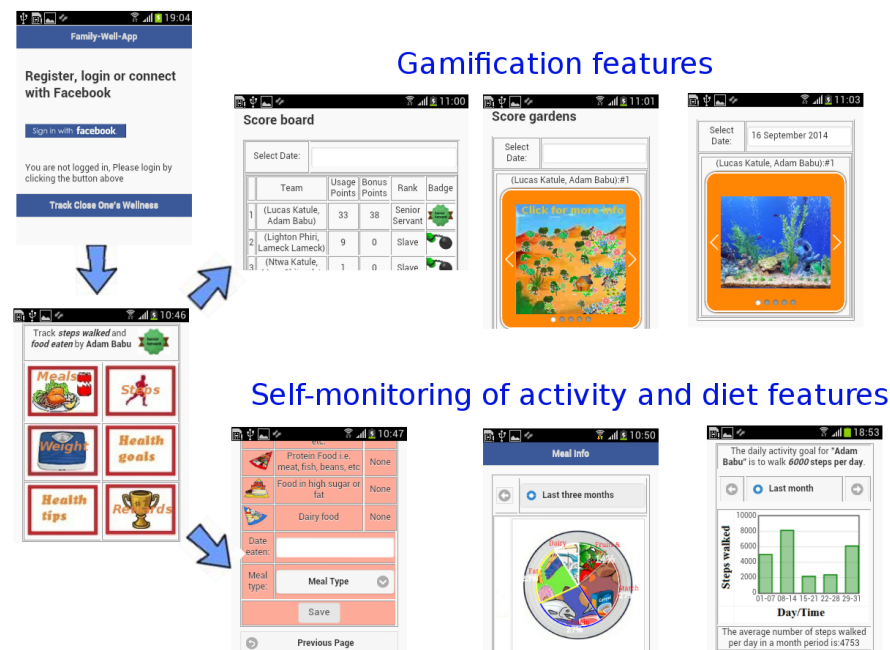 19:04
Family-Well-App
Register, login or connect
with Facebook
Sign in with facebook
You are not logged in, Please login by
clicking the button above
Track Close One's Wellness
Gamification features
11:00
Score board
Select Date:
Team
Usage
Points
Bonus
Points
Rank
Badge
1
(Lucas Katule,
Adam Babu)
33
38
Senior
Servant
2
(Lighton Phiri,
Lameck Lameck)
9
0
Slave
3
(Ntwa Katule,
1
0
Slave
11:01
Score gardens
Select
Date:
(Lucas Katule, Adam Babu):#1
Click for more info
11:03
Select
Date:
16 September 2014
(Lucas Katule, Adam Babu):#1
10:46
Track steps walked and
food eaten by Adam Babu
Meals
Steps
Weight
Health
goals
Health
tips
Rewards
Self-monitoring of activity and diet features
10:47
etc.
Protein Food i.e.
meat, fish, beans, etc
None
Food in high sugar or
fat
None
Dairy food
None
Date
eaten:
Meal
type:
Meal Type
Save
Previous Page
10:50
Meal Info
Last three months
Dairy
Fruit &
14%
Fat
Starch
18:53
The daily activity goal for "Adam
Babu" is to walk 6000 steps per day.
Last month
Steps walked
10000
8000
6000
4000
2000
0
01-07 08-14 15-21 22-28 29-31
Day/Time
The average number of steps walked
per day in a month period is:4753